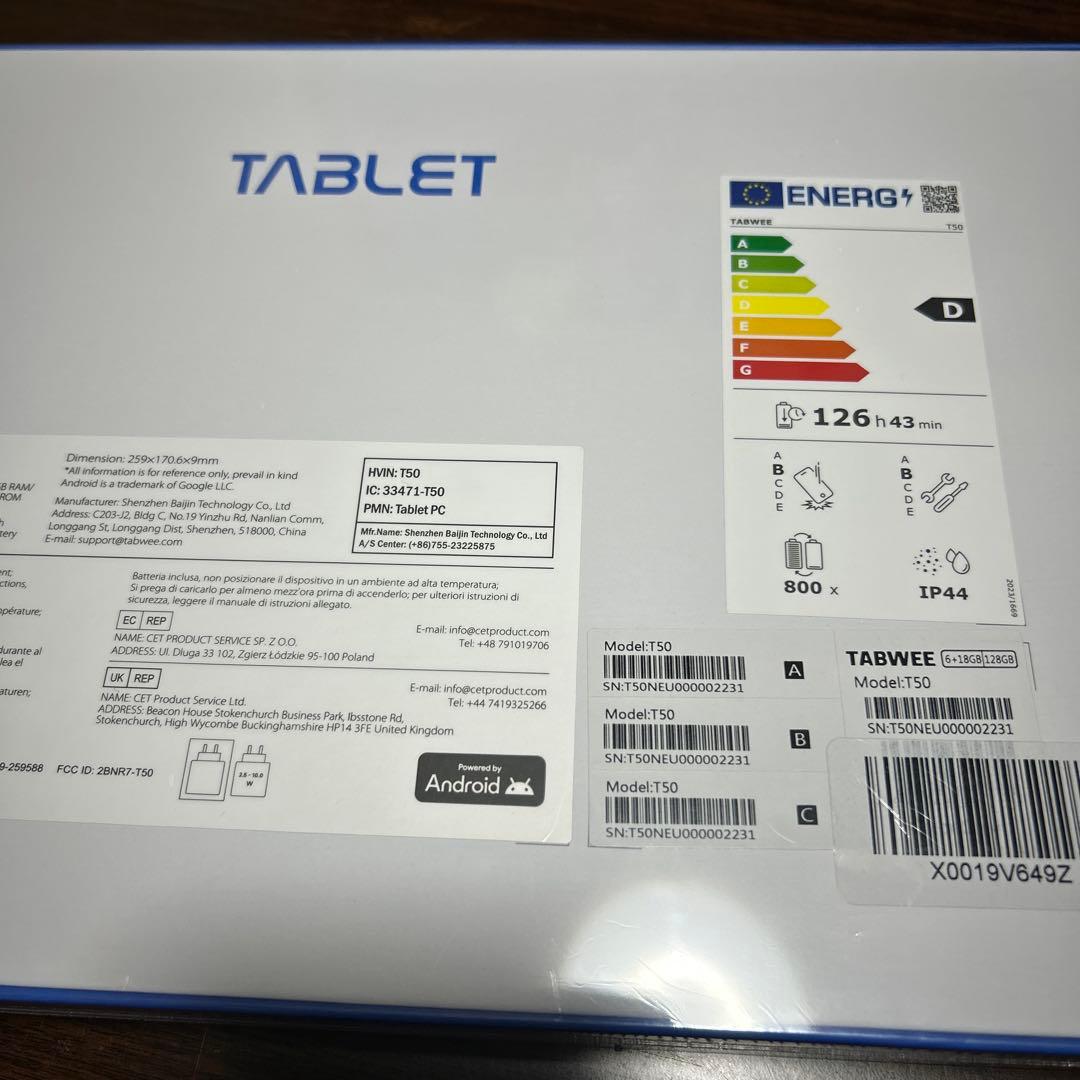 TABLET
ENERG
TABWEE
T50
A
B
C
D
E
F
G
D
126 h 43 min
A
B
C
D
E
A
B
C
D
E
800 x
IP44
2023/1669
GB RAM/
ROM
Dimension: 259×170.6×9mm
*All information is for reference only, prevail in kind
Android is a trademark of Google LLC.
Manufacturer: Shenzhen Baijin Technology Co., Ltd
Address: C203-J2, Bldg C, No.19 Yinzhu Rd, Nanlian Comm,
Longgang St, Longgang Dist, Shenzhen, 518000, China
E-mail: support@tabwee.com
HVIN: T50
IC: 33471-T50
PMN: Tablet PC
Mfr.Name: Shenzhen Baijin Technology Co., Ltd
A/S Center: (+86)755-23225875
Batteria inclusa, non posizionare il dispositivo in un ambiente ad alta temperatura;
Si prega di caricarlo per almeno mezz'ora prima di accenderlo; per ulteriori istruzioni di
sicurezza, leggere il manuale di istruzioni allegato.
EC REP
E-mail: info@cetproduct.com
Tel: +48 791019706
NAME: CET PRODUCT SERVICE SP. Z O.O.
ADDRESS: Ul. Dluga 33 102, Zgierz Łódzkie 95-100 Poland
UK REP
E-mail: info@cetproduct.com
Tel: +44 7419325266
NAME: CET Product Service Ltd.
ADDRESS: Beacon House Stokenchurch Business Park, Ibsstone Rd,
Stokenchurch, High Wycombe Buckinghamshire HP14 3FE United Kingdom
2.5 - 10.0
W
9-259588 FCC ID: 2BNR7-T50
Powered by
Android
Model:T50
SN:T50NEU000002231
A
Model:T50
SN:T50NEU000002231
B
Model:T50
SN:T50NEU000002231
C
TABWEE 6+18GB 128GB
Model:T50
SN:T50NEU000002231
X0019V649Z